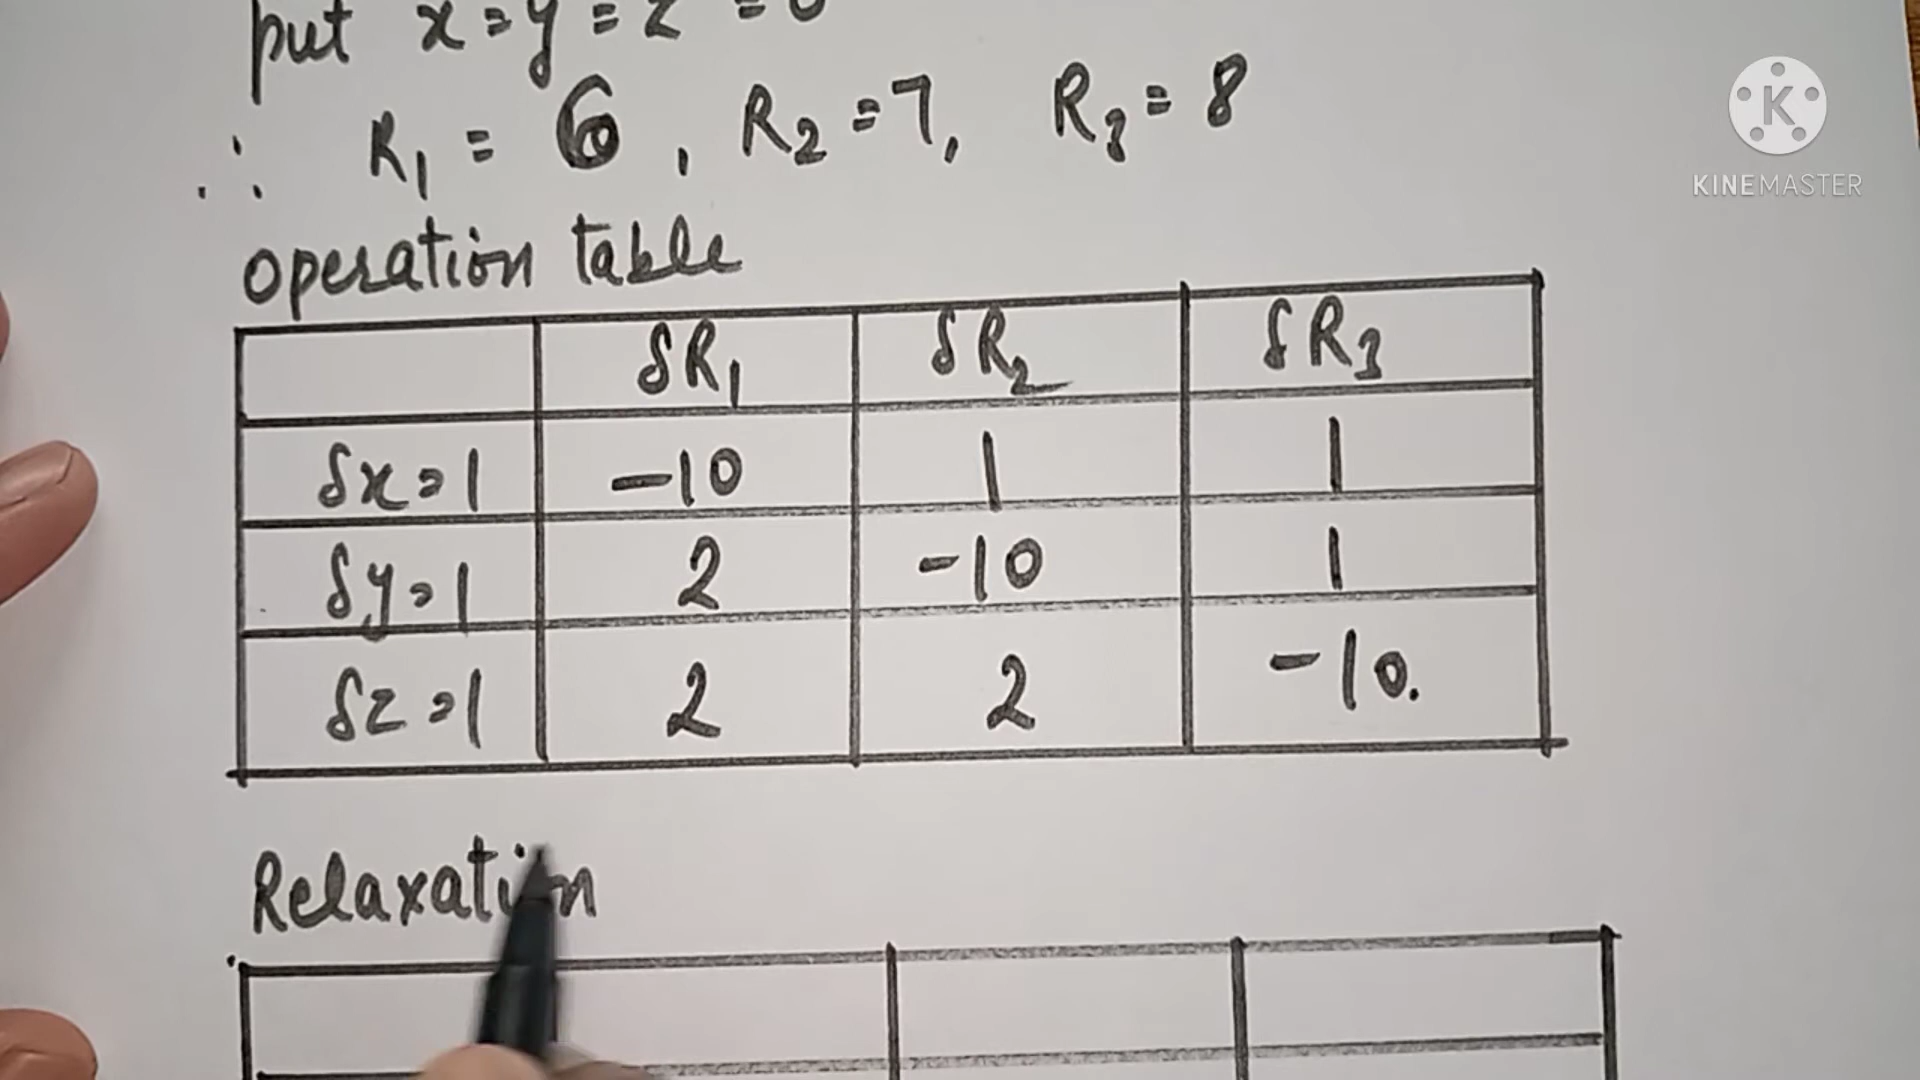 put x = y = z = 0
∴ R₁ = 6, R₂ = 7, R₃ = 8
K
KINEMASTER
operation table
δR₁ δR₂ δR₃
δx = 1 -10 1 1
δy = 1 2 -10 1
δz = 1 2 2 -10.
Relaxation